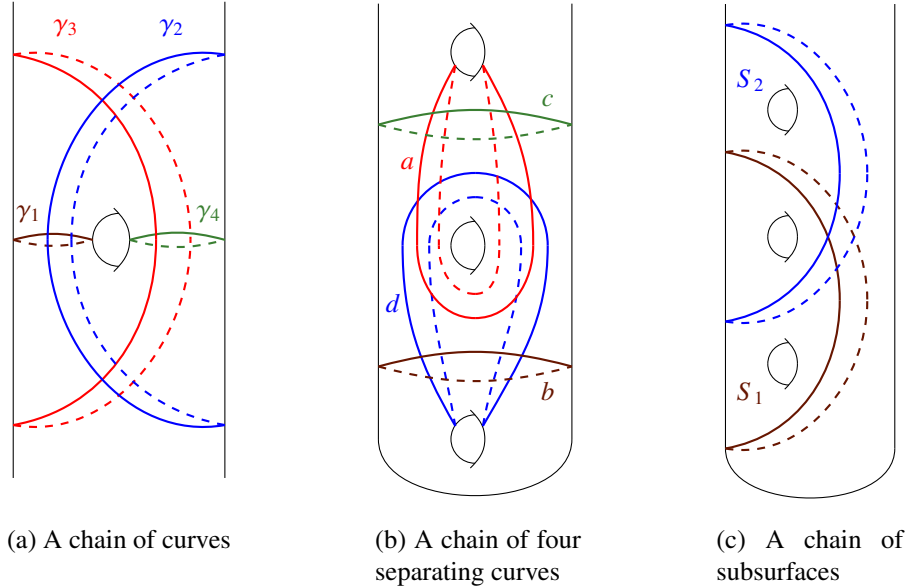 γ₃ γ₂
γ₁ γ₄
c
a
d
b
S₂
S₁
(a) A chain of curves
(b) A chain of four
separating curves
(c) A chain of
subsurfaces